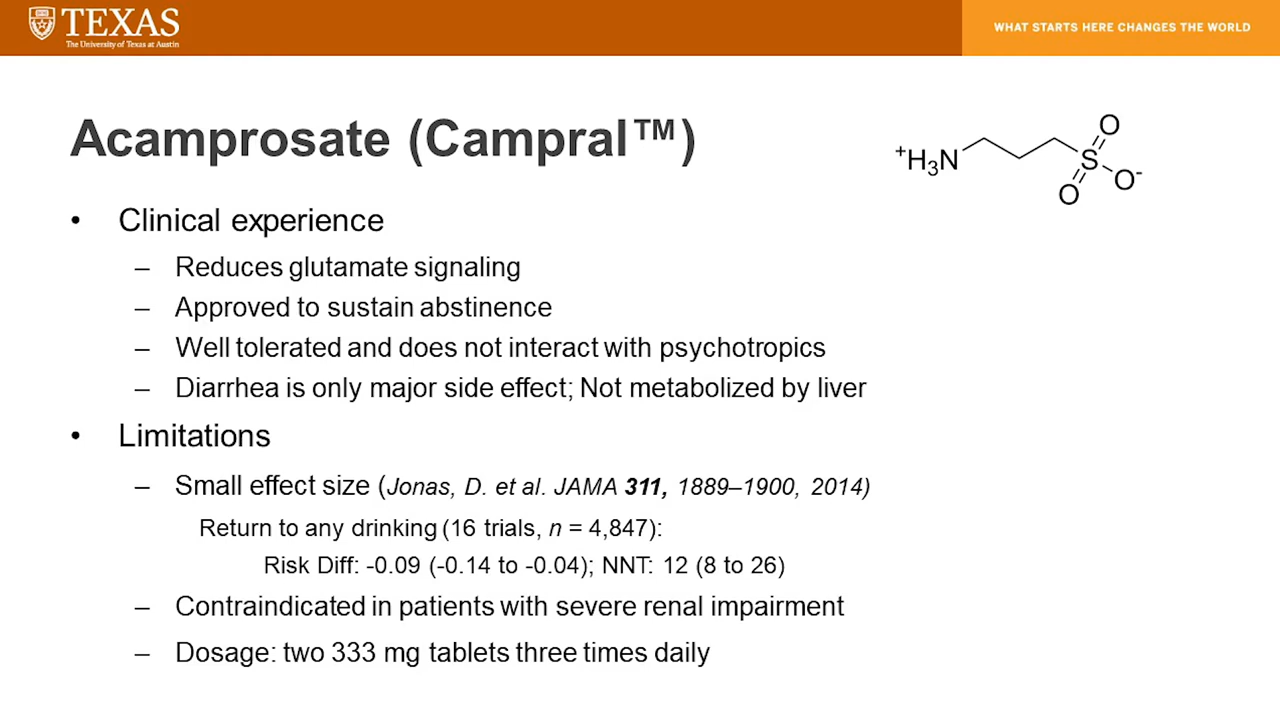 TEXAS
The University of Texas at Austin
WHAT STARTS HERE CHANGES THE WORLD
Acamprosate (Campral™)
+H3N
O
S
O-
O
• Clinical experience
– Reduces glutamate signaling
– Approved to sustain abstinence
– Well tolerated and does not interact with psychotropics
– Diarrhea is only major side effect; Not metabolized by liver
• Limitations
– Small effect size (Jonas, D. et al. JAMA 311, 1889–1900, 2014)
Return to any drinking (16 trials, n = 4,847):
Risk Diff: -0.09 (-0.14 to -0.04); NNT: 12 (8 to 26)
– Contraindicated in patients with severe renal impairment
– Dosage: two 333 mg tablets three times daily